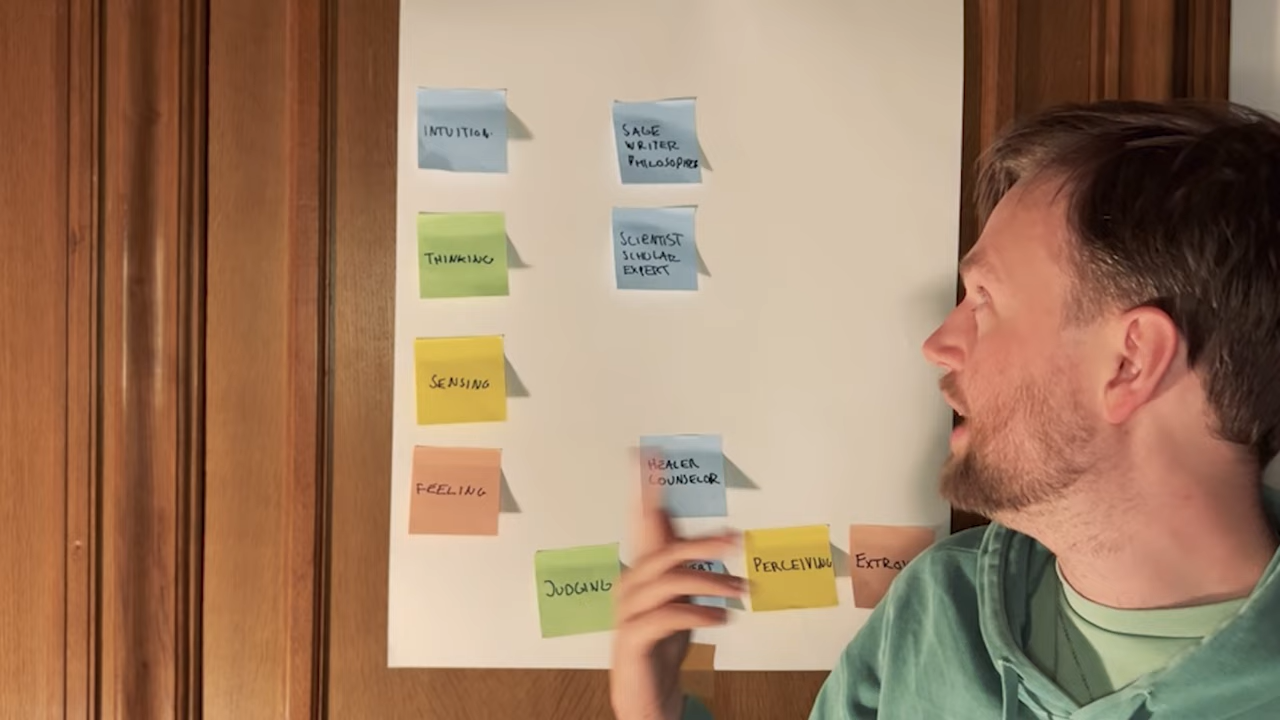 INTUITION
SAGE
WRITER
PHILOSOPHER
THINKING
SCIENTIST
SCHOLAR
EXPERT
SENSING
HEALER
COUNSELOR
FEELING
JUDGING
PERCEIVING